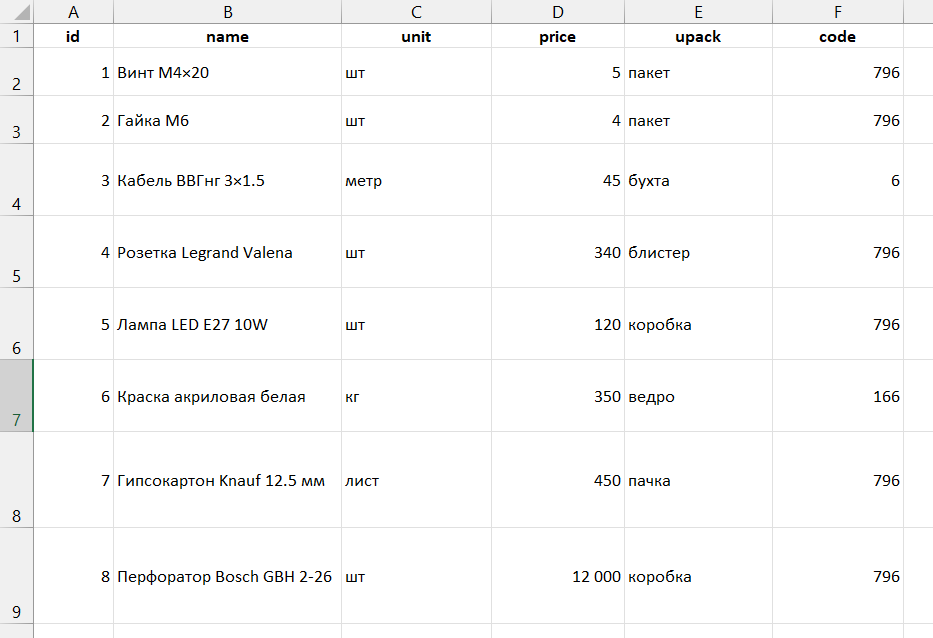 A B C D E F
1 id name unit price upack code
2 1 Винт М4×20 шт 5 пакет 796
3 2 Гайка М6 шт 4 пакет 796
4 3 Кабель ВВГнг 3×1.5 метр 45 бухта 6
5 4 Розетка Legrand Valena шт 340 блистер 796
6 5 Лампа LED E27 10W шт 120 коробка 796
7 6 Краска акриловая белая кг 350 ведро 166
8 7 Гипсокартон Knauf 12.5 мм лист 450 пачка 796
9 8 Перфоратор Bosch GBH 2-26 шт 12 000 коробка 796